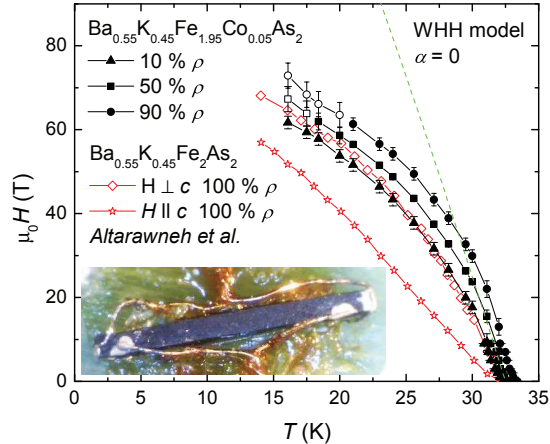 Ba0.55K0.45Fe1.95Co0.05As2
10 % ρ
50 % ρ
90 % ρ
Ba0.55K0.45Fe2As2
H ⊥ c 100 % ρ
H || c 100 % ρ
Altarawneh et al.
WHH model
α = 0
80
60
40
20
0
0 5 10 15 20 25 30 35
μ0H (T)
T (K)